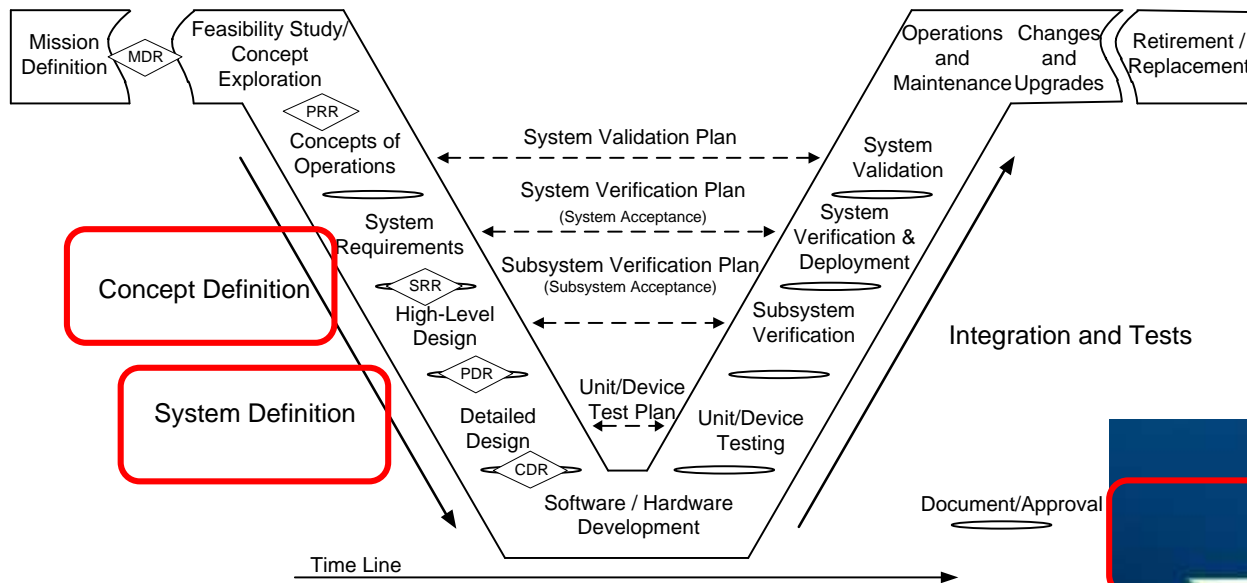 Mission
Definition
MDR
Feasibility Study/
Concept
Exploration
PRR
Concepts of
Operations
System
Requirements
SRR
High-Level
Design
PDR
Detailed
Design
CDR
Software / Hardware
Development
Concept Definition
System Definition
System Validation Plan
System Verification Plan
(System Acceptance)
Subsystem Verification Plan
(Subsystem Acceptance)
Unit/Device
Test Plan
Operations
and
Maintenance
Changes
and
Upgrades
Retirement /
Replacement
System
Validation
System
Verification &
Deployment
Subsystem
Verification
Unit/Device
Testing
Integration and Tests
Document/Approval
Time Line